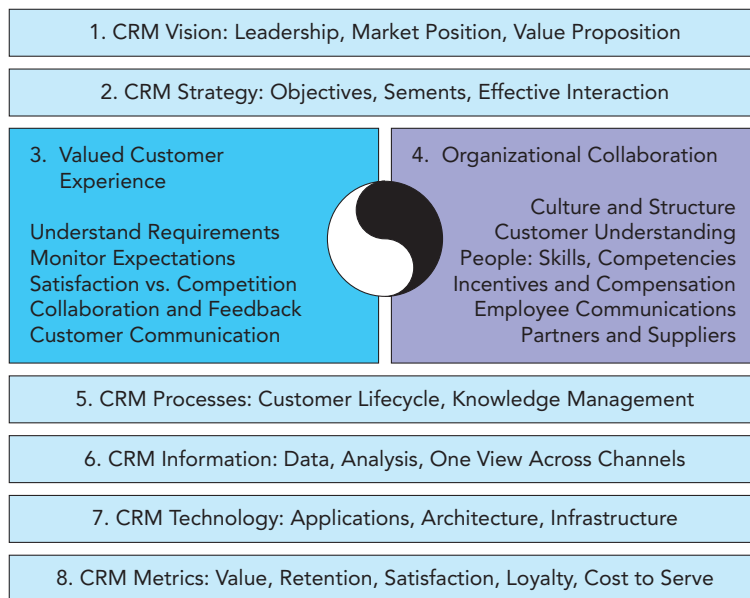 1. CRM Vision: Leadership, Market Position, Value Proposition
2. CRM Strategy: Objectives, Sements, Effective Interaction
3. Valued Customer
Experience
Understand Requirements
Monitor Expectations
Satisfaction vs. Competition
Collaboration and Feedback
Customer Communication
4. Organizational Collaboration
Culture and Structure
Customer Understanding
People: Skills, Competencies
Incentives and Compensation
Employee Communications
Partners and Suppliers
5. CRM Processes: Customer Lifecycle, Knowledge Management
6. CRM Information: Data, Analysis, One View Across Channels
7. CRM Technology: Applications, Architecture, Infrastructure
8. CRM Metrics: Value, Retention, Satisfaction, Loyalty, Cost to Serve